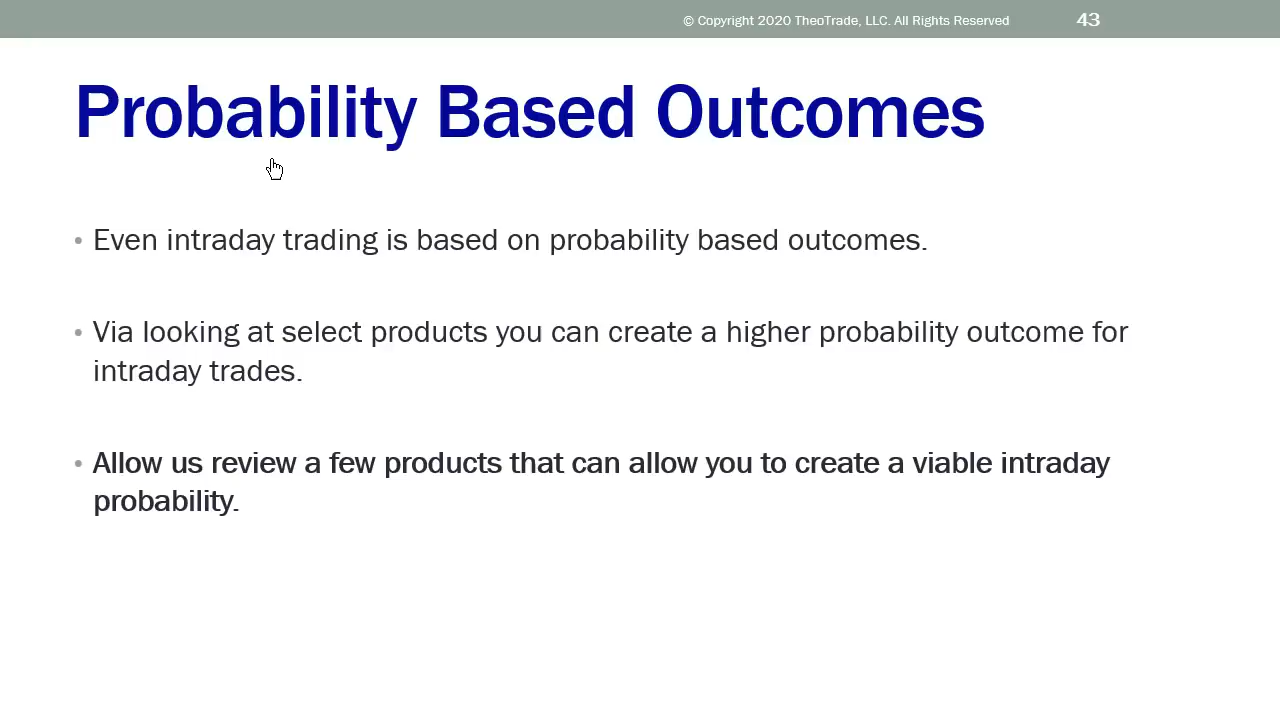 © Copyright 2020 TheoTrade, LLC. All Rights Reserved 43
Probability Based Outcomes
• Even intraday trading is based on probability based outcomes.
• Via looking at select products you can create a higher probability outcome for
intraday trades.
• Allow us review a few products that can allow you to create a viable intraday
probability.